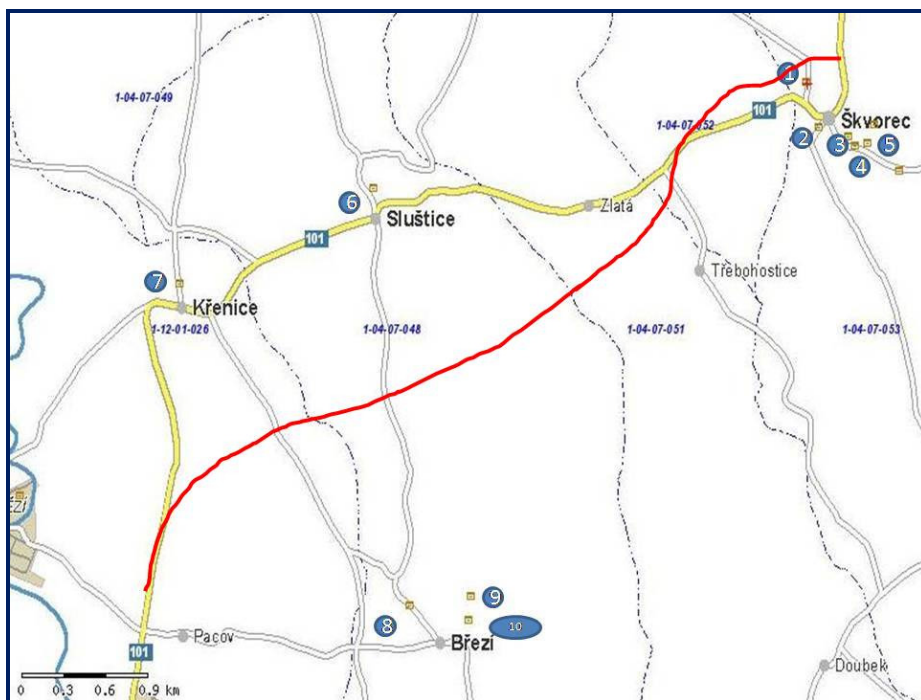 1
1-04-07-049
101
1-04-07-052
Škvorec
2
3
5
4
6
Sluštice
Zlatá
101
7
Třebohostice
Křenice
1-12-01-026
1-04-07-048
1-04-07-051
1-04-07-053
9
8
10
Březí
Pacov
101
Doubek
0 0.3 0.6 0.9 km